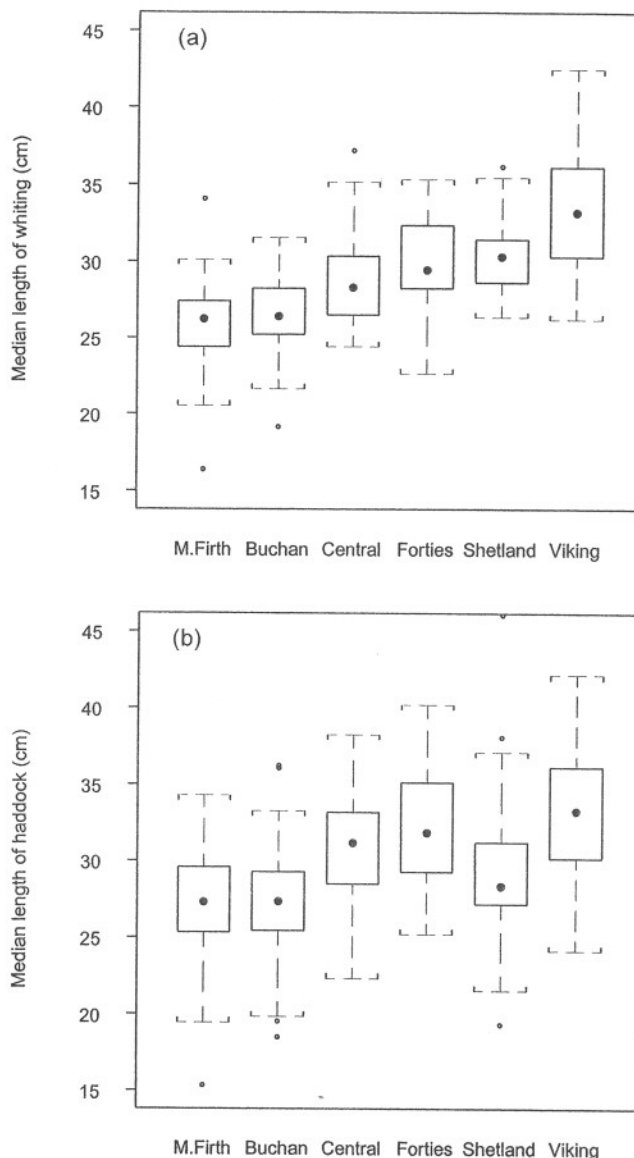 (a)
Median length of whiting (cm)
45
40
35
30
25
20
15
M.Firth Buchan Central Forties Shetland Viking
(b)
Median length of haddock (cm)
45
40
35
30
25
20
15
M.Firth Buchan Central Forties Shetland Viking